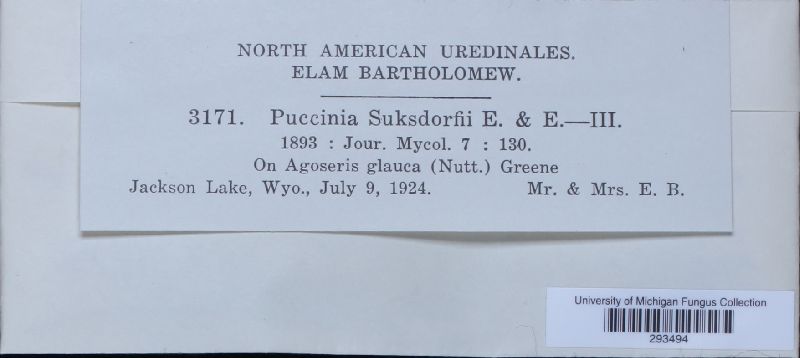 NORTH AMERICAN UREDINALES.
ELAM BARTHOLOMEW.
3171. Puccinia Suksdorfii E. & E.—III.
1893 : Jour. Mycol. 7 : 130.
On Agoseris glauca (Nutt.) Greene
Jackson Lake, Wyo., July 9, 1924. Mr. & Mrs. E. B.
University of Michigan Fungus Collection
293494